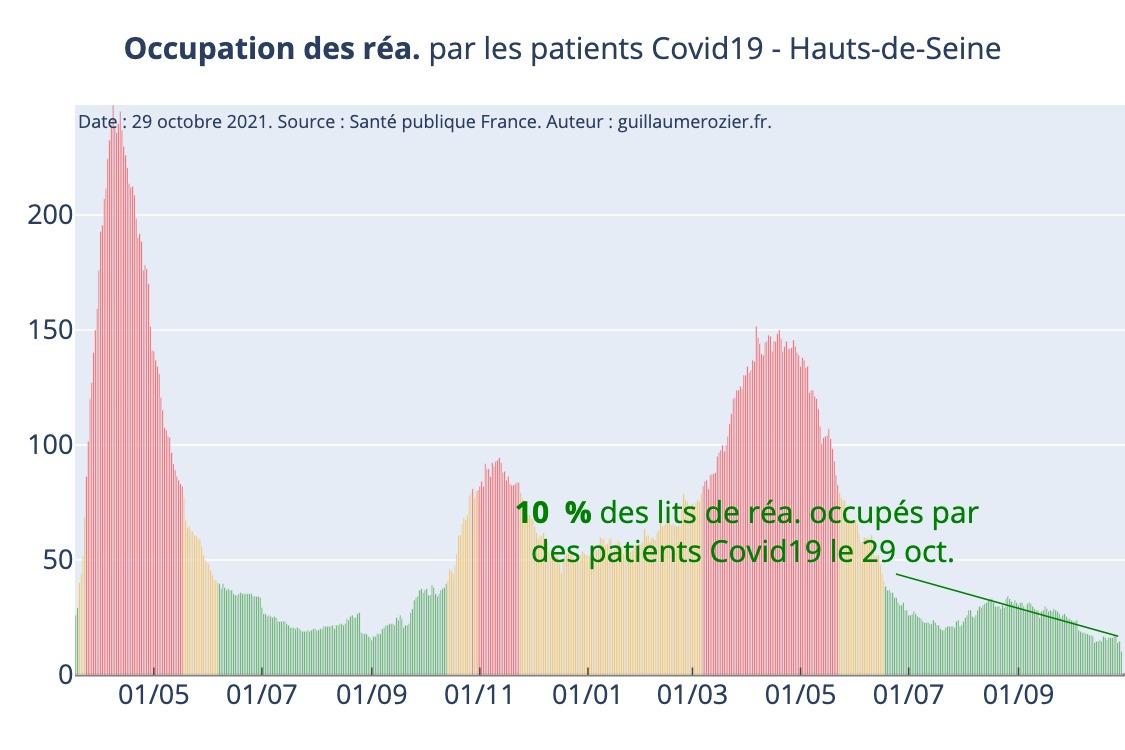 Occupation des réa. par les patients Covid19 - Hauts-de-Seine
Date : 29 octobre 2021. Source : Santé publique France. Auteur : guillaumerozier.fr.
200
150
100
50
0
10  % des lits de réa. occupés par
des patients Covid19 le 29 oct.
01/05 01/07 01/09 01/11 01/01 01/03 01/05 01/07 01/09